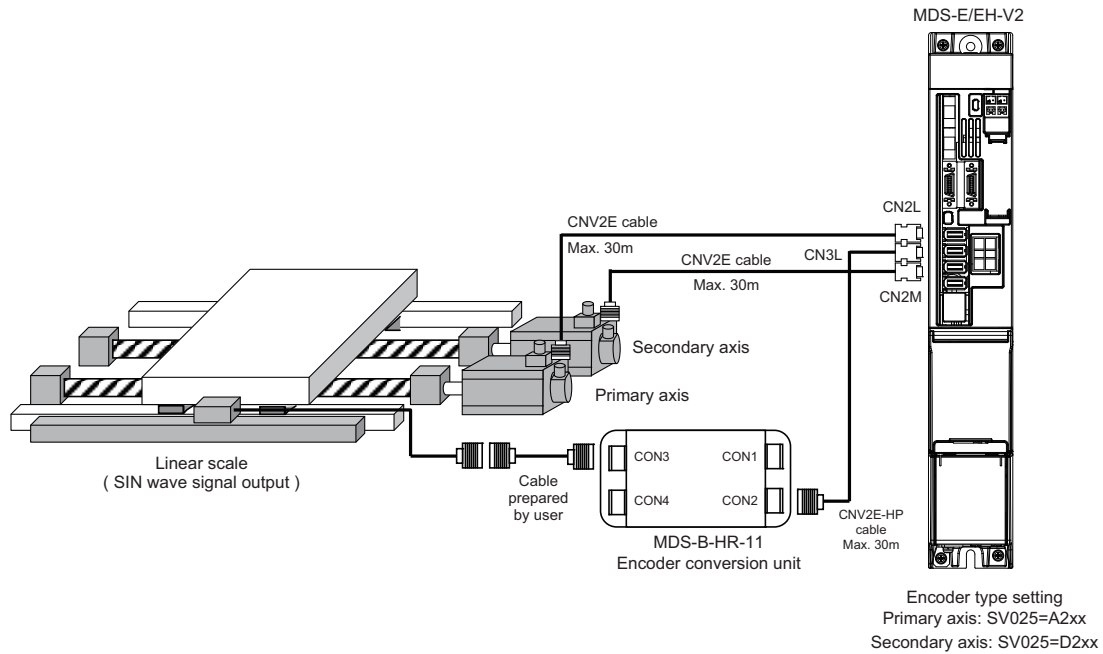 MDS-E/EH-V2
CN2L
CNV2E cable
Max. 30m
CN3L
CNV2E cable
Max. 30m
CN2M
Secondary axis
Primary axis
Linear scale
( SIN wave signal output )
Cable
prepared
by user
CON3
CON1
CON4
CON2
MDS-B-HR-11
Encoder conversion unit
CNV2E-HP
cable
Max. 30m
Encoder type setting
Primary axis: SV025=A2xx
Secondary axis: SV025=D2xx